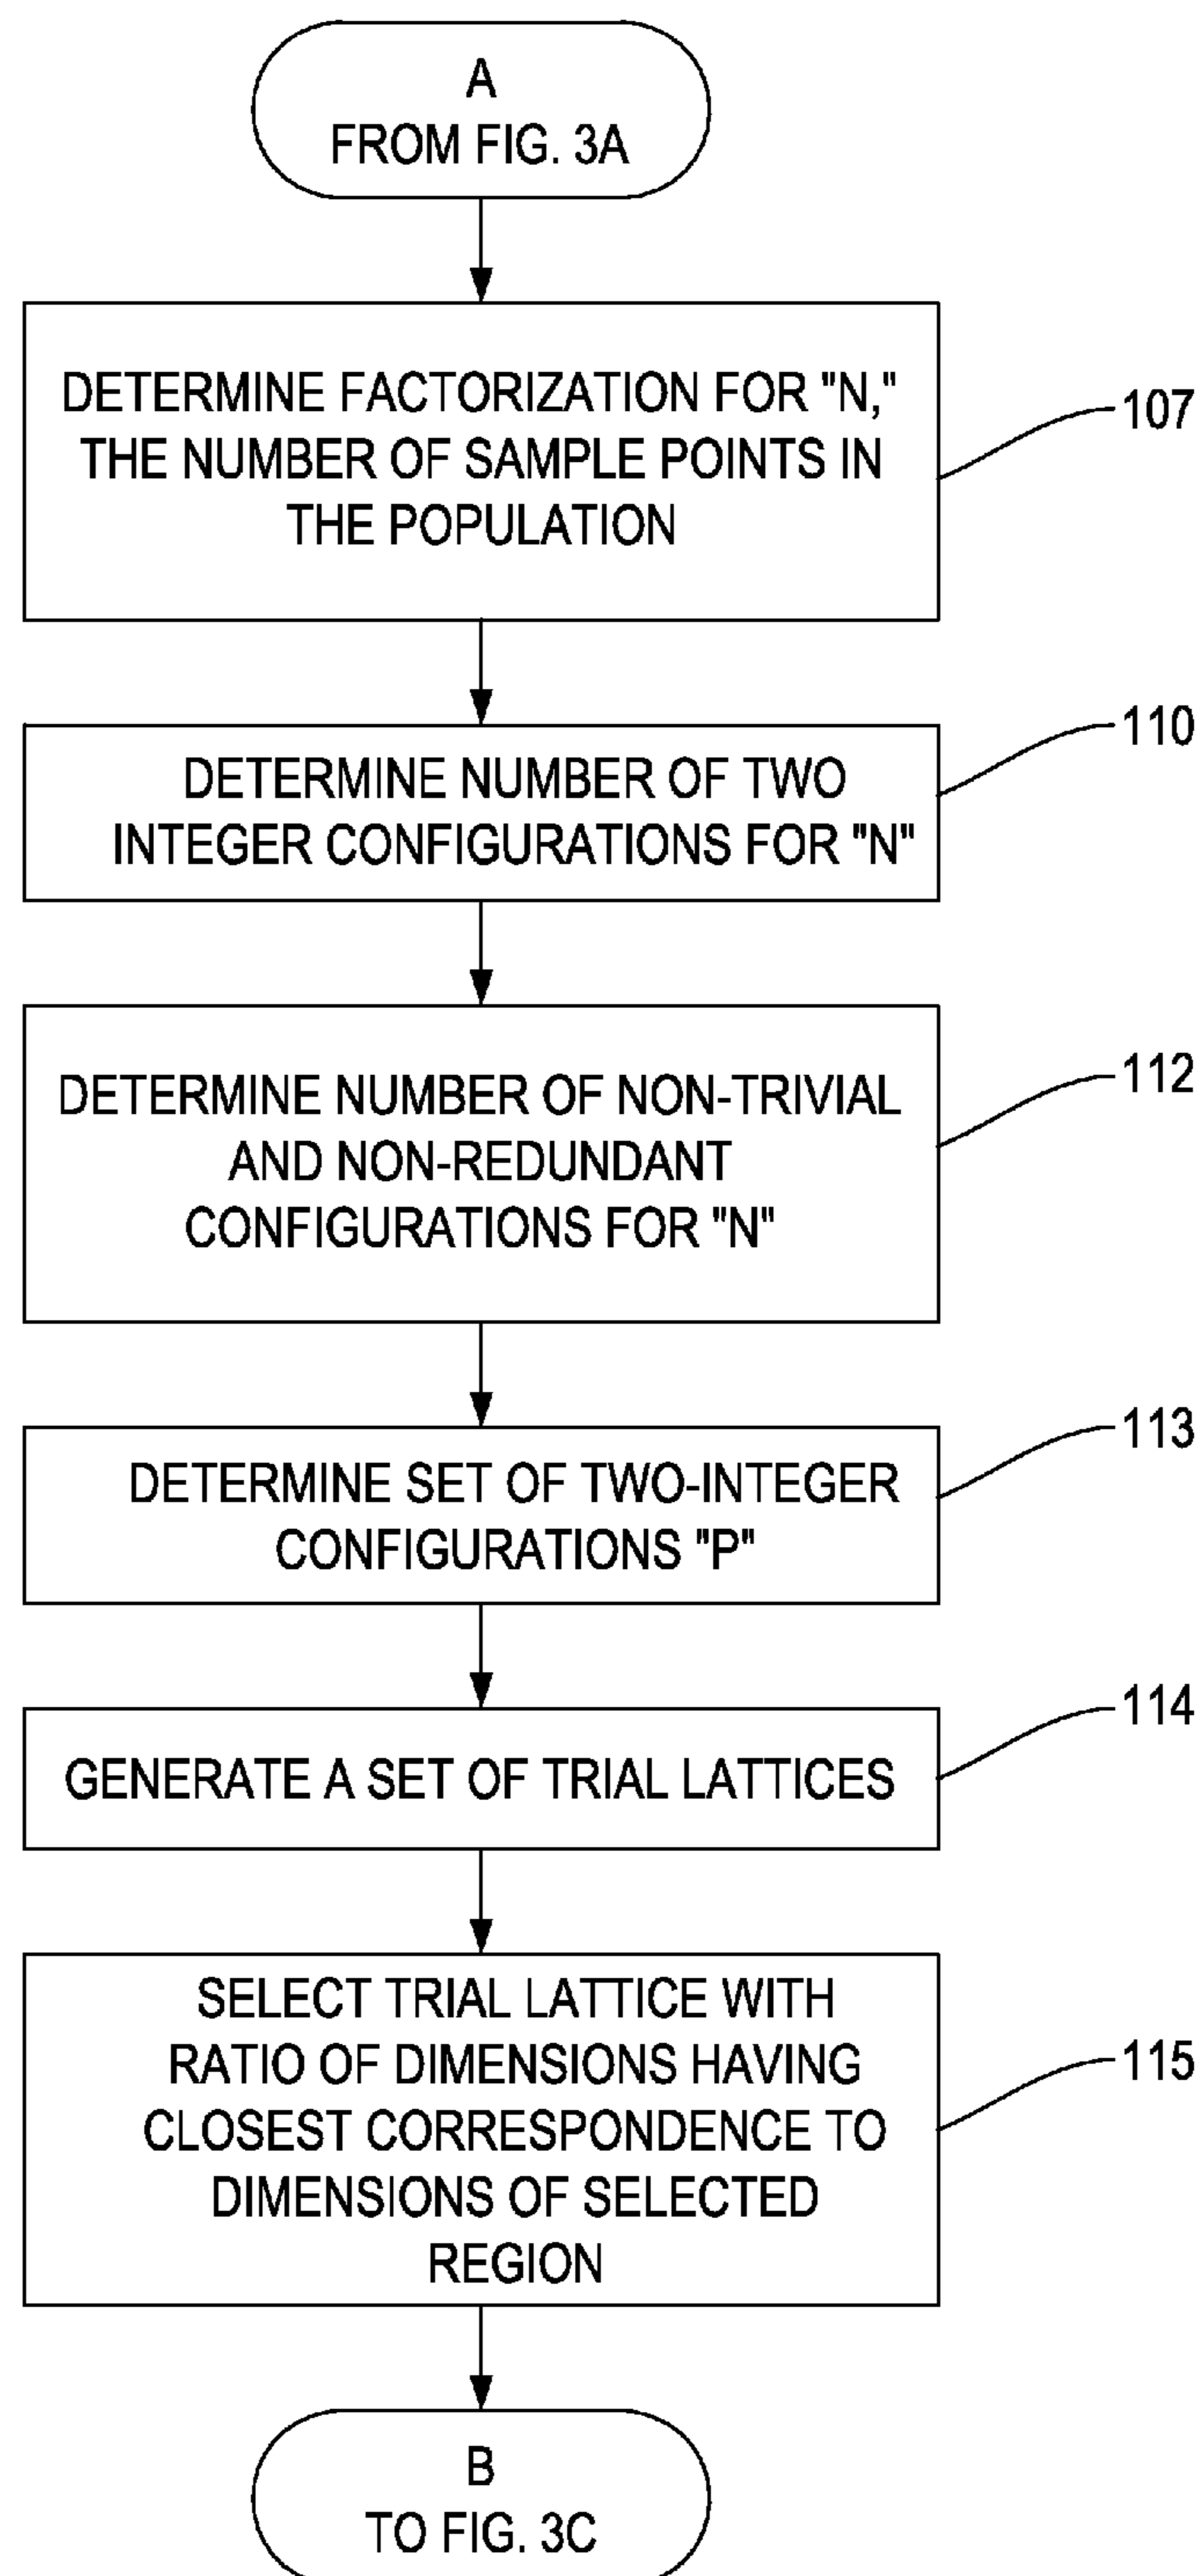 A
FROM FIG. 3A
DETERMINE FACTORIZATION FOR "N,"
THE NUMBER OF SAMPLE POINTS IN
THE POPULATION
107
DETERMINE NUMBER OF TWO
INTEGER CONFIGURATIONS FOR "N"
110
DETERMINE NUMBER OF NON-TRIVIAL
AND NON-REDUNDANT
CONFIGURATIONS FOR "N"
112
DETERMINE SET OF TWO-INTEGER
CONFIGURATIONS "P"
113
GENERATE A SET OF TRIAL LATTICES
114
SELECT TRIAL LATTICE WITH
RATIO OF DIMENSIONS HAVING
CLOSEST CORRESPONDENCE TO
DIMENSIONS OF SELECTED
REGION
115
B
TO FIG. 3C